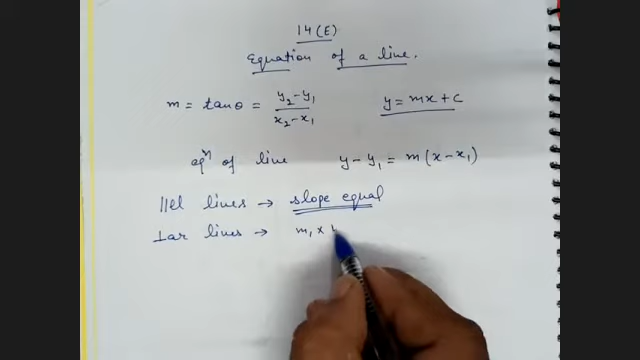 14(E)
Equation of a line.
m = tanθ = y₂-y₁ / x₂-x₁    y = mx + c
eqⁿ of line    y - y₁ = m(x - x₁)
||el lines → slope equal
⊥ar lines → m₁ ×